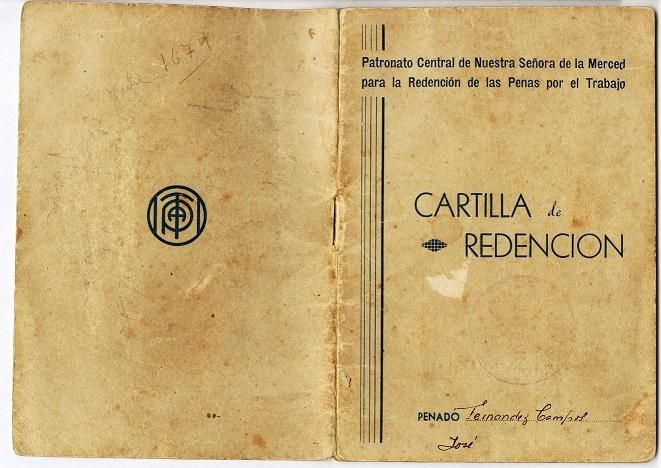 Patronato Central de Nuestra Señora de la Merced
para la Redención de las Penas por el Trabajo
CARTILLA de
REDENCION
PENADO Fernandez Campos
José
1679